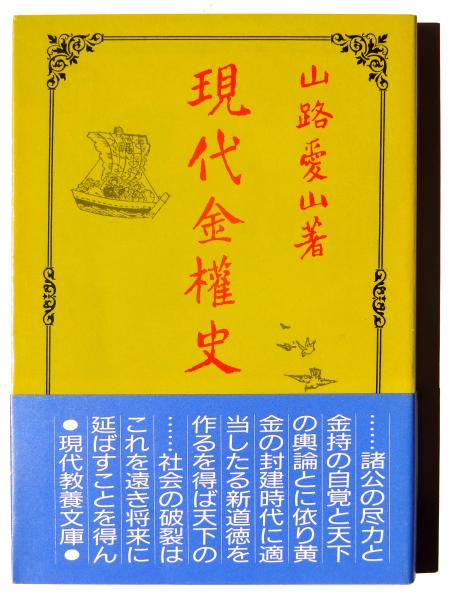 山路愛山著
現代金權史
……諸公の尽力と
金持の自覚と天下
の輿論とに依り黄
金の封建時代に適
当したる新道徳を
作るを得ば天下の
……社会の破裂は
これを遠き将来に
延ばすことを得ん
●現代教養文庫●